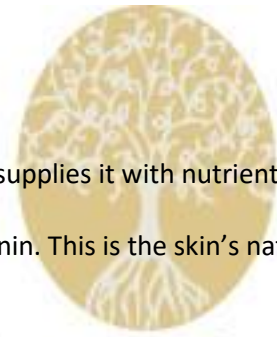 supplies it with nutrient
nin. This is the skin’s nat